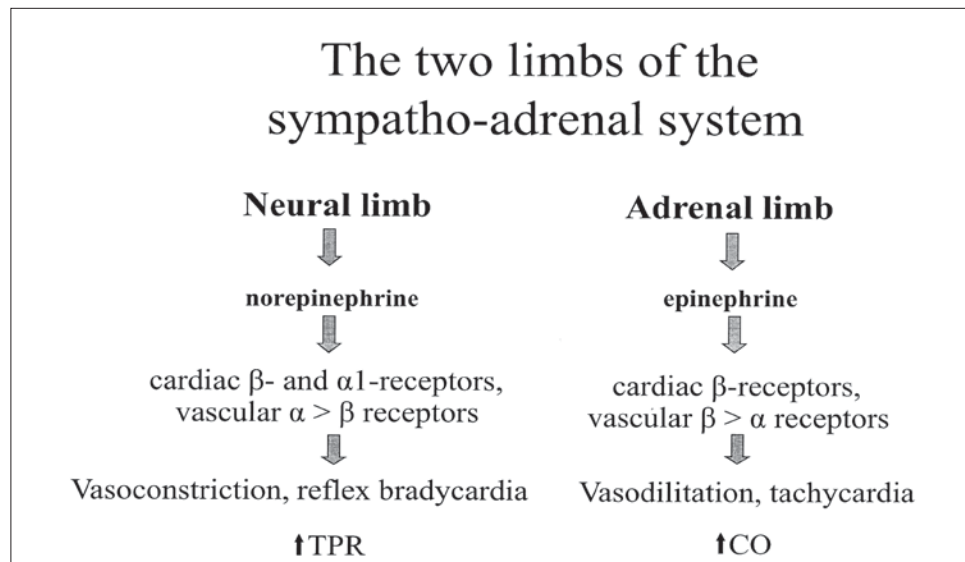 The two limbs of the
sympatho-adrenal system
Neural limb
norepinephrine
cardiac β- and α1-receptors,
vascular α > β receptors
Vasoconstriction, reflex bradycardia
⬆TPR
Adrenal limb
epinephrine
cardiac β-receptors,
vascular β > α receptors
Vasodilitation, tachycardia
⬆CO